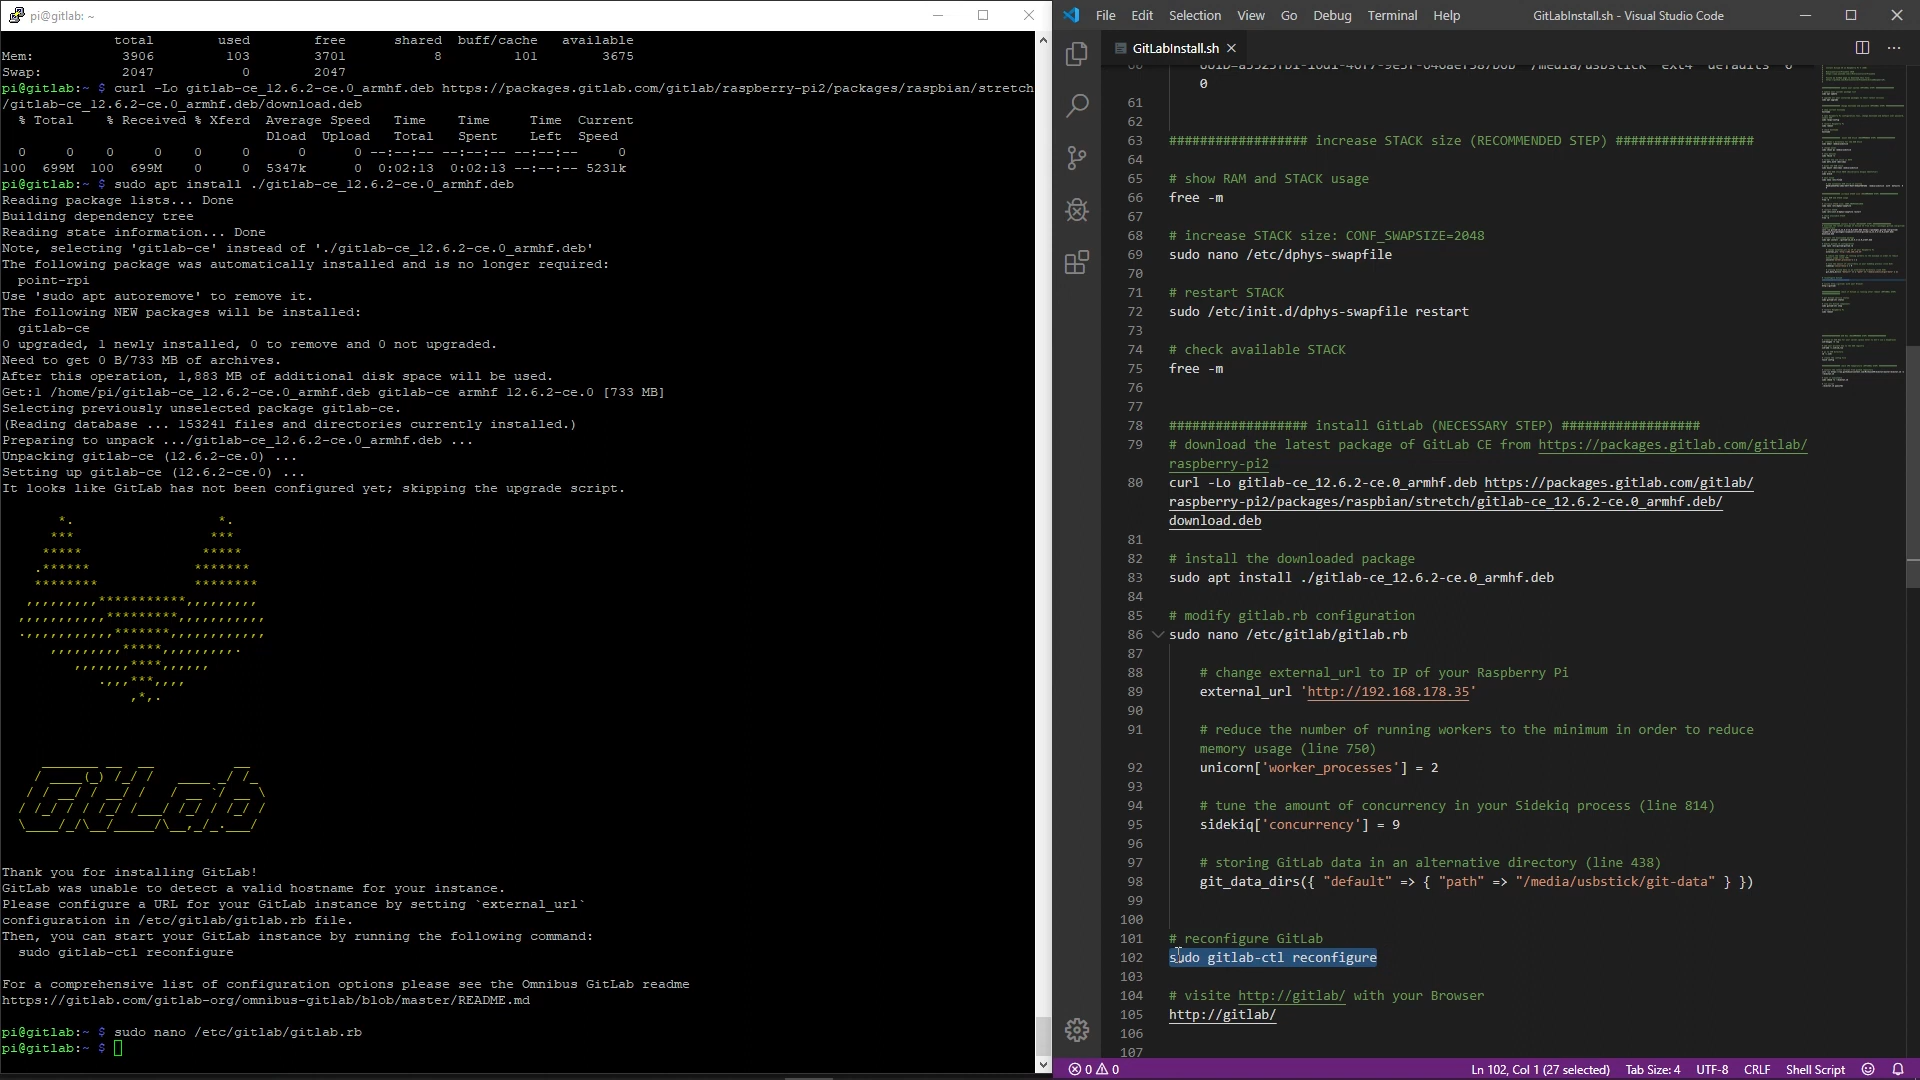 pi@gitlab: ~
              total        used        free      shared  buff/cache   available
Mem:           3906         103        3701           8         101        3675
Swap:          2047           0        2047
pi@gitlab:~ $ curl -Lo gitlab-ce_12.6.2-ce.0_armhf.deb https://packages.gitlab.com/gitlab/raspberry-pi2/packages/raspbian/stretch
/gitlab-ce_12.6.2-ce.0_armhf.deb/download.deb
  % Total    % Received % Xferd  Average Speed   Time    Time     Time  Current
                                 Dload  Upload   Total   Spent    Left  Speed
  0     0    0     0    0     0      0      0 --:--:-- --:--:-- --:--:--     0
100  699M  100  699M    0     0  5347k      0  0:02:13  0:02:13 --:--:-- 5231k
pi@gitlab:~ $ sudo apt install ./gitlab-ce_12.6.2-ce.0_armhf.deb
Reading package lists... Done
Building dependency tree
Reading state information... Done
Note, selecting 'gitlab-ce' instead of './gitlab-ce_12.6.2-ce.0_armhf.deb'
The following package was automatically installed and is no longer required:
  point-rpi
Use 'sudo apt autoremove' to remove it.
The following NEW packages will be installed:
  gitlab-ce
0 upgraded, 1 newly installed, 0 to remove and 0 not upgraded.
Need to get 0 B/733 MB of archives.
After this operation, 1,883 MB of additional disk space will be used.
Get:1 /home/pi/gitlab-ce_12.6.2-ce.0_armhf.deb gitlab-ce armhf 12.6.2-ce.0 [733 MB]
Selecting previously unselected package gitlab-ce.
(Reading database ... 153241 files and directories currently installed.)
Preparing to unpack .../gitlab-ce_12.6.2-ce.0_armhf.deb ...
Unpacking gitlab-ce (12.6.2-ce.0) ...
Setting up gitlab-ce (12.6.2-ce.0) ...
It looks like GitLab has not been configured yet; skipping the upgrade script.
GitLab
Thank you for installing GitLab!
GitLab was unable to detect a valid hostname for your instance.
Please configure a URL for your GitLab instance by setting `external_url`
configuration in /etc/gitlab/gitlab.rb file.
Then, you can start your GitLab instance by running the following command:
  sudo gitlab-ctl reconfigure
For a comprehensive list of configuration options please see the Omnibus GitLab readme
https://gitlab.com/gitlab-org/omnibus-gitlab/blob/master/README.md
pi@gitlab:~ $ sudo nano /etc/gitlab/gitlab.rb
pi@gitlab:~ $
File Edit Selection View Go Debug Terminal Help GitLabInstall.sh - Visual Studio Code
GitLabInstall.sh
0
61
62
63 ################## increase STACK size (RECOMMENDED STEP) ##################
64
65 # show RAM and STACK usage
66 free -m
67
68 # increase STACK size: CONF_SWAPSIZE=2048
69 sudo nano /etc/dphys-swapfile
70
71 # restart STACK
72 sudo /etc/init.d/dphys-swapfile restart
73
74 # check available STACK
75 free -m
76
77
78 ################## install GitLab (NECESSARY STEP) ##################
79 # download the latest package of GitLab CE from https://packages.gitlab.com/gitlab/
raspberry-pi2
80 curl -Lo gitlab-ce_12.6.2-ce.0_armhf.deb https://packages.gitlab.com/gitlab/
raspberry-pi2/packages/raspbian/stretch/gitlab-ce_12.6.2-ce.0_armhf.deb/
download.deb
81
82 # install the downloaded package
83 sudo apt install ./gitlab-ce_12.6.2-ce.0_armhf.deb
84
85 # modify gitlab.rb configuration
86 sudo nano /etc/gitlab/gitlab.rb
87
88 # change external_url to IP of your Raspberry Pi
89 external_url 'http://192.168.178.35'
90
91 # reduce the number of running workers to the minimum in order to reduce
memory usage (line 750)
92 unicorn['worker_processes'] = 2
93
94 # tune the amount of concurrency in your Sidekiq process (line 814)
95 sidekiq['concurrency'] = 9
96
97 # storing GitLab data in an alternative directory (line 438)
98 git_data_dirs({ "default" => { "path" => "/media/usbstick/git-data" } })
99
100
101 # reconfigure GitLab
102 sudo gitlab-ctl reconfigure
103
104 # visite http://gitlab/ with your Browser
105 http://gitlab/
106
107
0 0 Ln 102, Col 1 (27 selected) Tab Size: 4 UTF-8 CRLF Shell Script